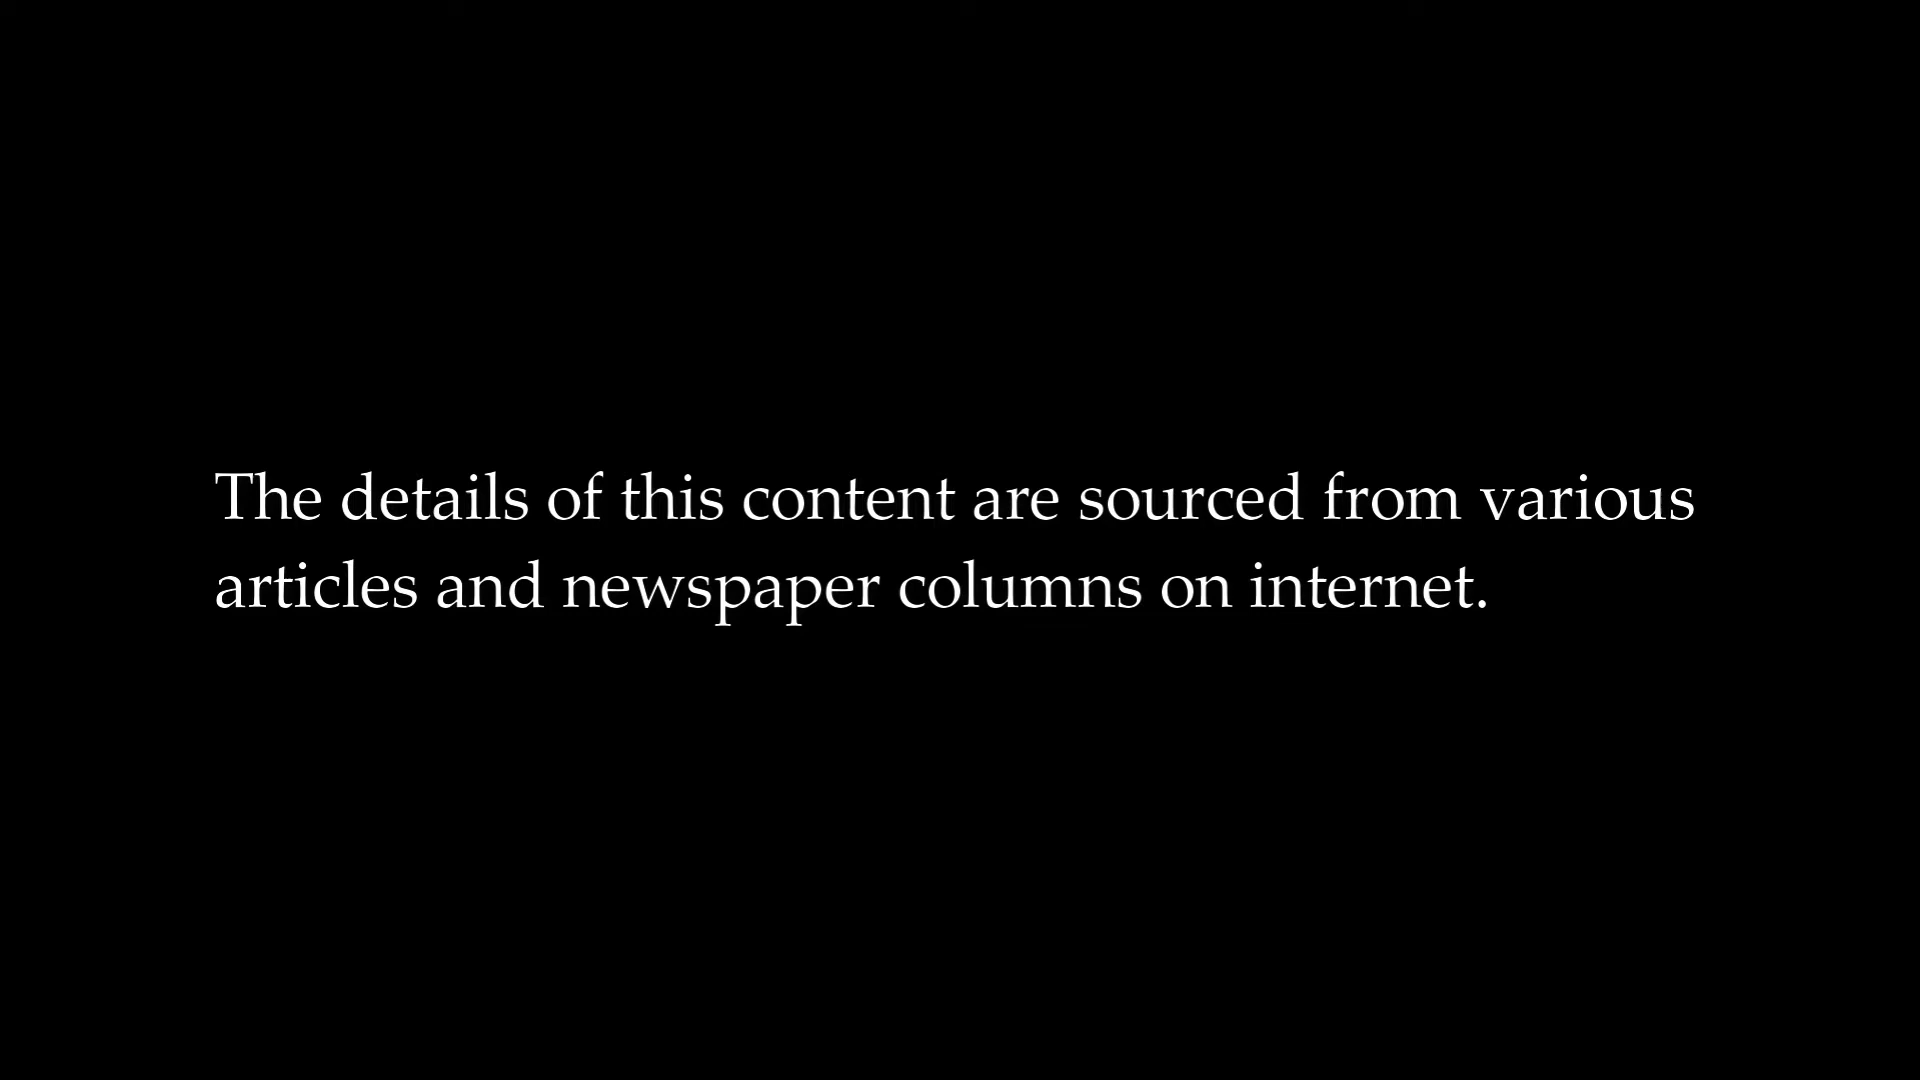 The details of this content are sourced from various
articles and newspaper columns on internet.